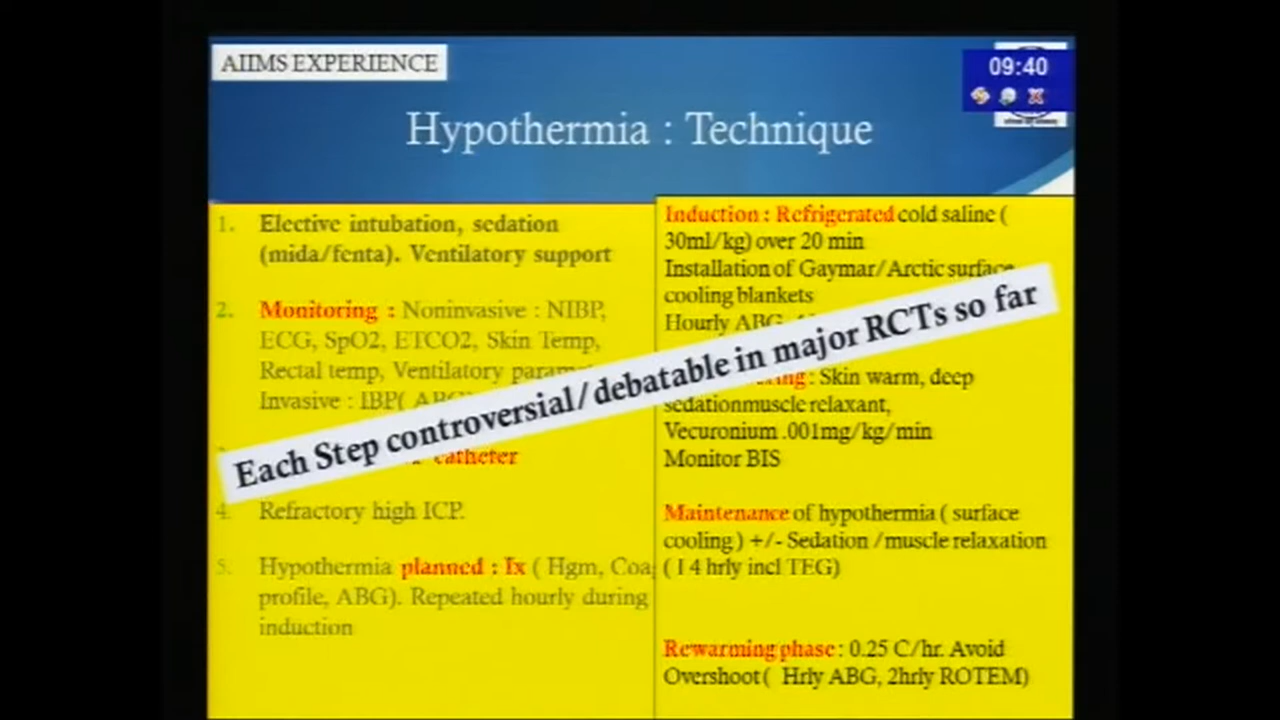 AIIMS EXPERIENCE
09:40
Hypothermia : Technique
1. Elective intubation, sedation
(mida/fenta). Ventilatory support
2. Monitoring : Noninvasive : NIBP,
ECG, SpO2, ETCO2, Skin Temp,
Rectal temp, Ventilatory
Invasive : IBP(
catheter
4. Refractory high ICP.
5. Hypothermia planned : Ix ( Hgm, Coa
profile, ABG). Repeated hourly during
induction
Induction : Refrigerated cold saline (
30ml/kg) over 20 min
Installation of Gaymar/Arctic surface
cooling blankets
Hourly ABG
: Skin warm, deep
sedationmuscle relaxant,
Vecuronium .001mg/kg/min
Monitor BIS
Maintenance of hypothermia ( surface
cooling ) +/- Sedation /muscle relaxation
( I 4 hrly incl TEG)
Rewarming phase : 0.25 C/hr. Avoid
Overshoot ( Hrly ABG, 2hrly ROTEM)
Each Step controversial/debatable in major RCTs so far